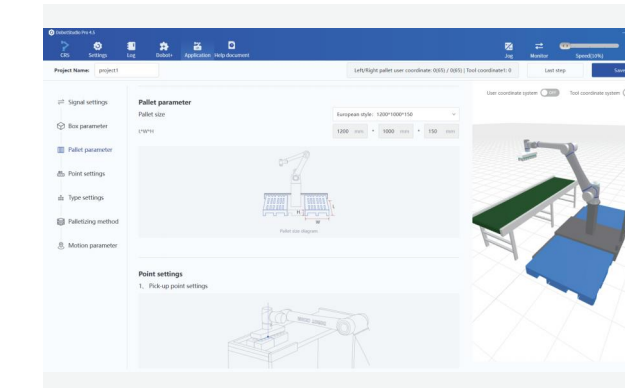 DobotStudio Pro 4.5
CRS Settings Log Dobot+ Application Help document Jog Monitor Speed[10%]
Project Name: project1 Left/Right pallet user coordinate: 0(65) / 0(65) | Tool coordinate1: 0 Last step Save
User coordinate system OFF Tool coordinate system
Signal settings
Box parameter
Pallet parameter
Point settings
Type settings
Palletizing method
Motion parameter
Pallet parameter
Pallet size European style: 1200*1000*150
L*W*H 1200 mm * 1000 mm * 150 mm
H L
W
Pallet size diagram
Point settings
1、Pick-up point settings